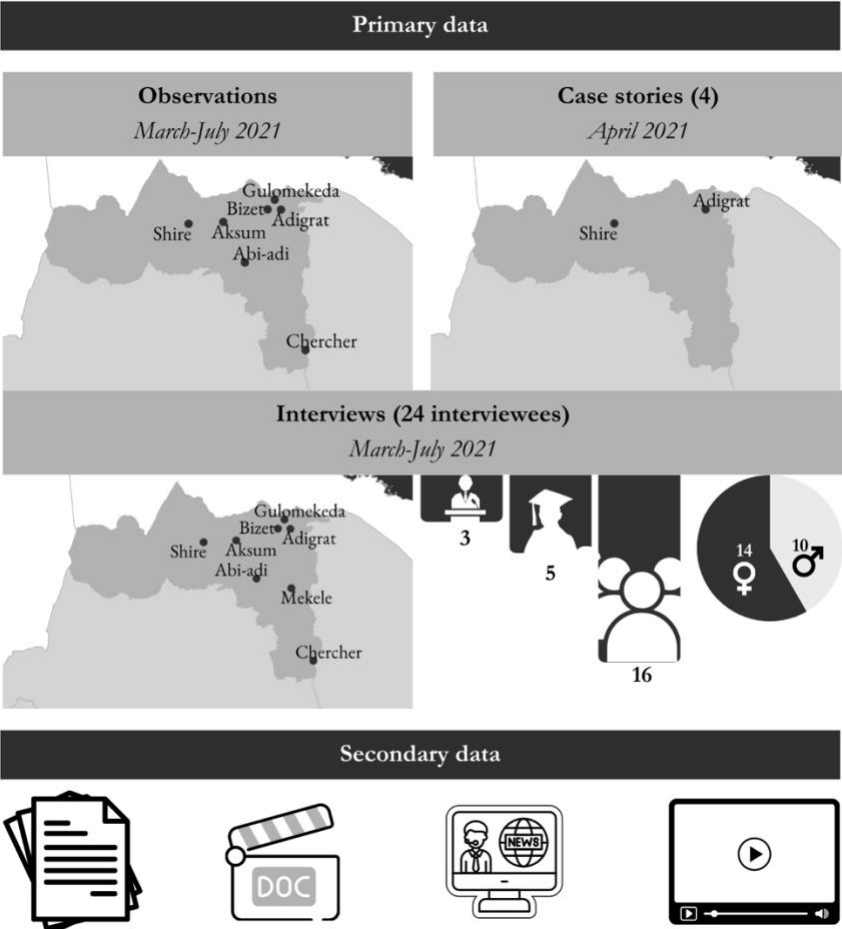 Primary data
Observations
March-July 2021
Gulomekeda
Bizet
Adigrat
Shire
Aksum
Abi-adi
Chercher
Case stories (4)
April 2021
Adigrat
Shire
Interviews (24 interviewees)
March-July 2021
Gulomekeda
Bizet
Adigrat
Shire
Aksum
Abi-adi
Mekele
Chercher
3
5
16
14
10
Secondary data
DOC
NEWS